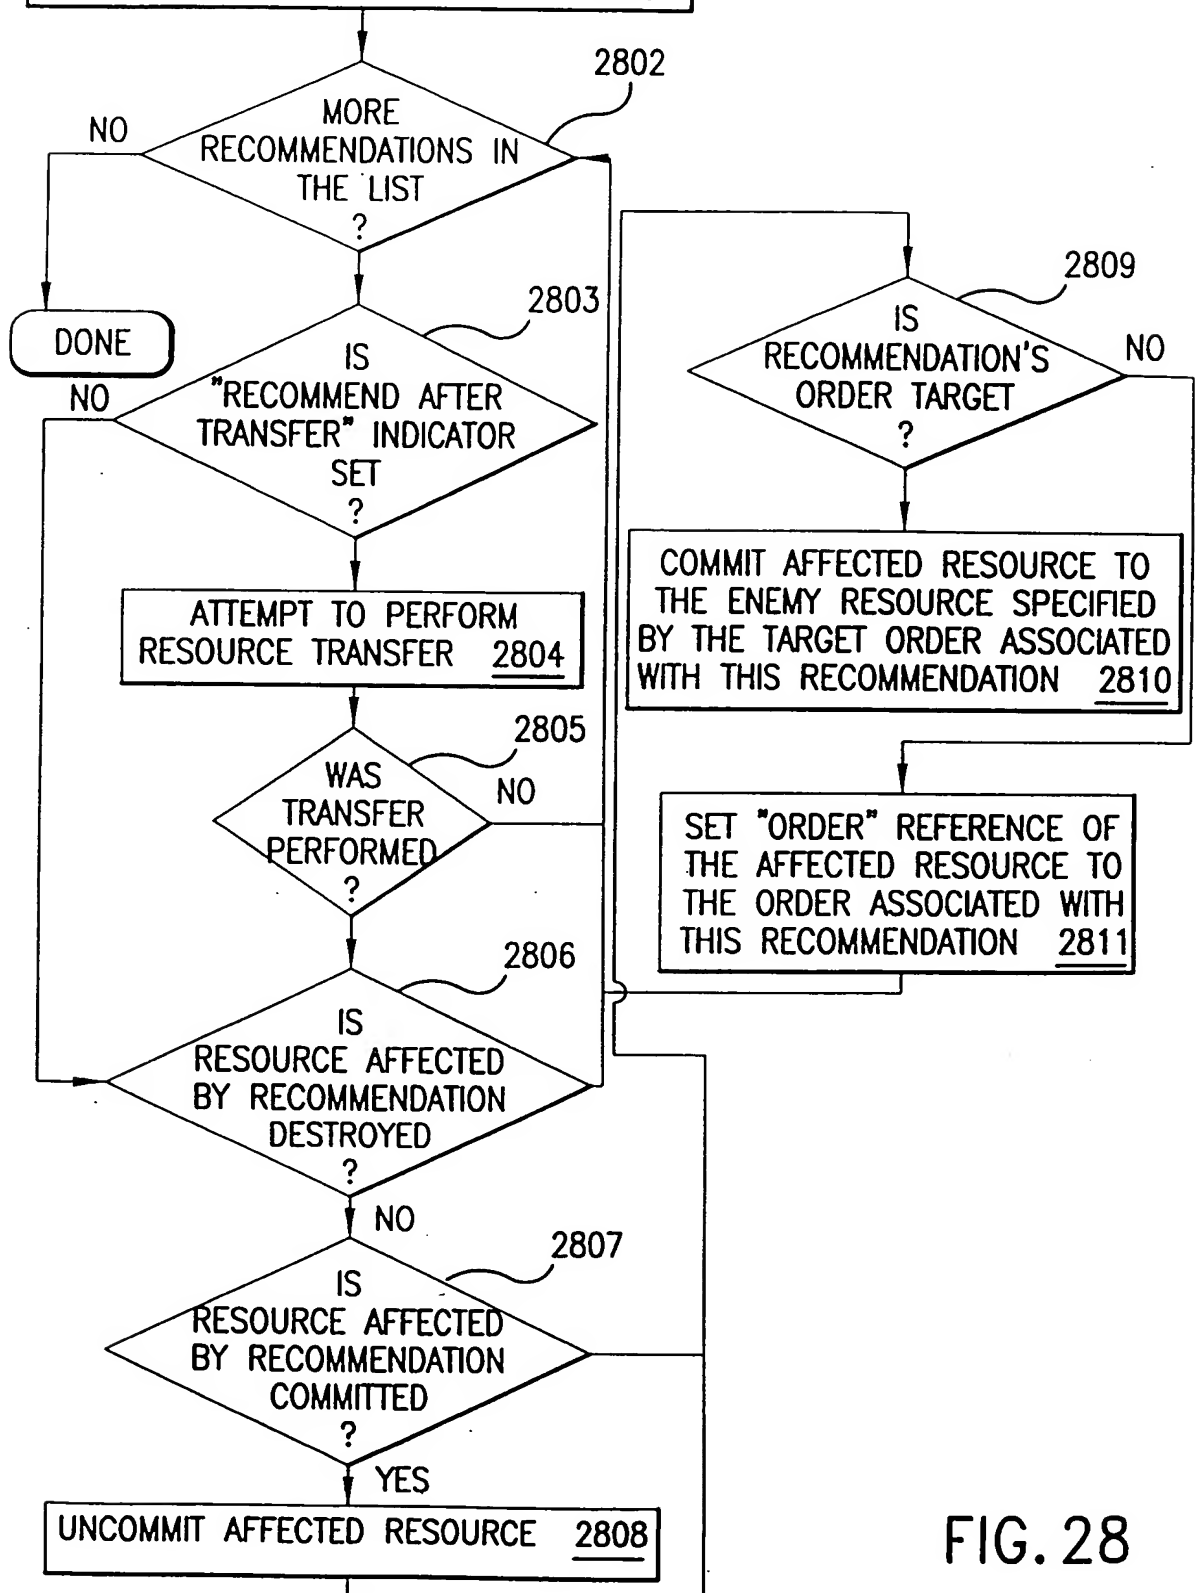 2802
MORE
RECOMMENDATIONS IN
THE LIST
?
NO
DONE
2803
IS
"RECOMMEND AFTER
TRANSFER" INDICATOR
SET
?
NO
ATTEMPT TO PERFORM
RESOURCE TRANSFER 2804
2805
WAS
TRANSFER
PERFORMED
?
NO
2806
IS
RESOURCE AFFECTED
BY RECOMMENDATION
DESTROYED
?
NO
2807
IS
RESOURCE AFFECTED
BY RECOMMENDATION
COMMITTED
?
YES
UNCOMMIT AFFECTED RESOURCE 2808
2809
IS
RECOMMENDATION'S
ORDER TARGET
?
NO
COMMIT AFFECTED RESOURCE TO
THE ENEMY RESOURCE SPECIFIED
BY THE TARGET ORDER ASSOCIATED
WITH THIS RECOMMENDATION 2810
SET "ORDER" REFERENCE OF
THE AFFECTED RESOURCE TO
THE ORDER ASSOCIATED WITH
THIS RECOMMENDATION 2811
FIG. 28